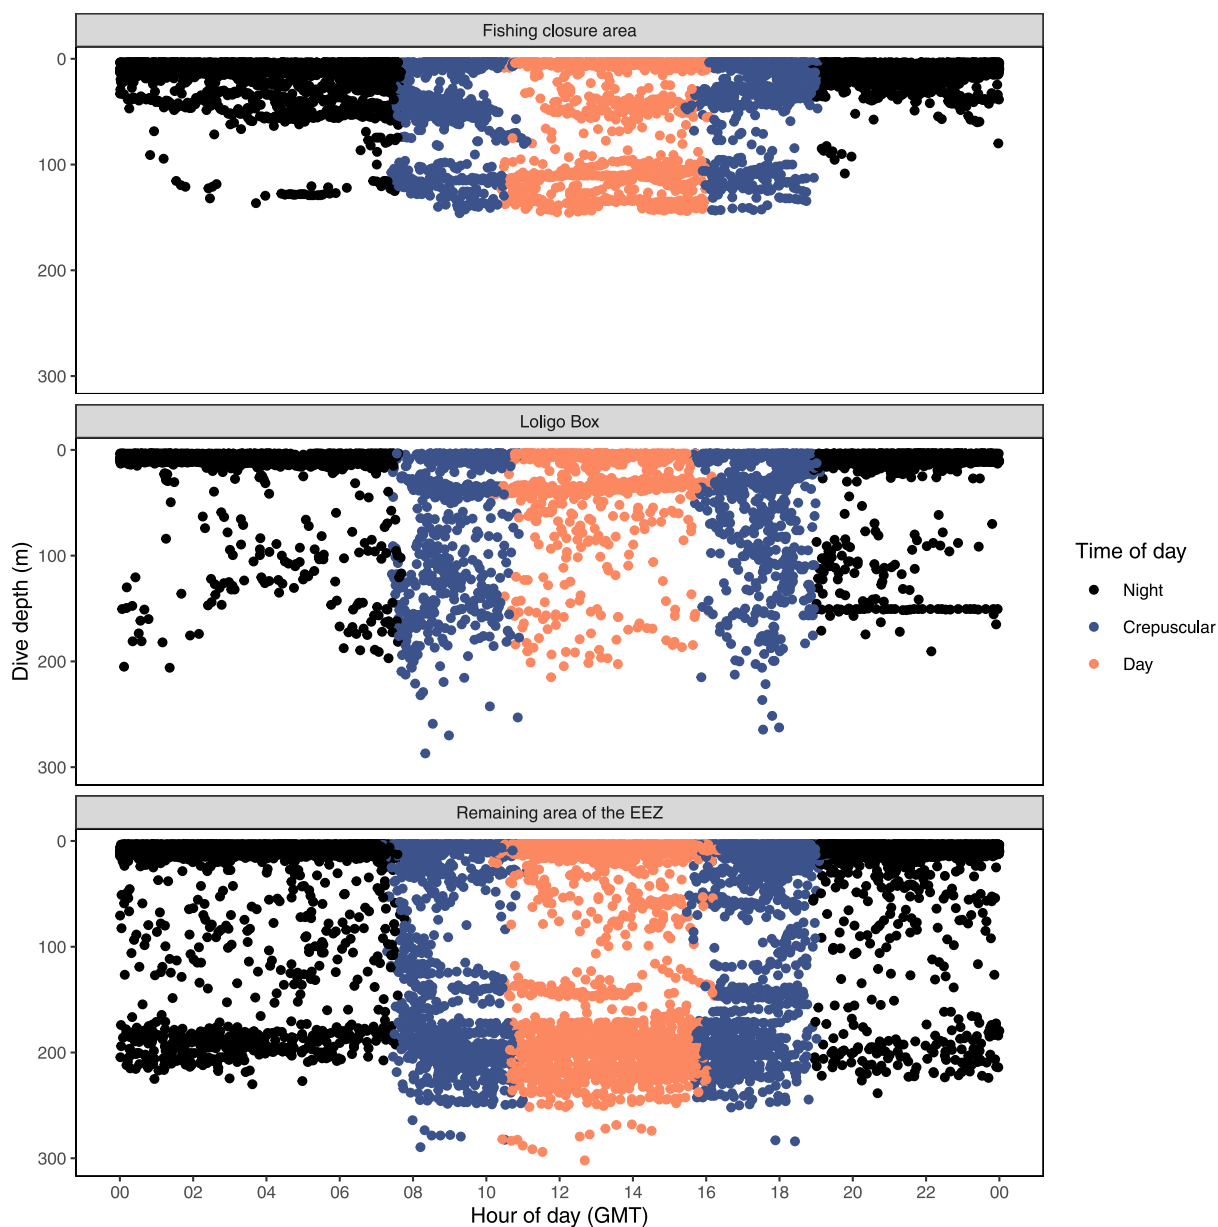 Fishing closure area
0
100
200
300
Loligo Box
0
100
200
300
Remaining area of the EEZ
0
100
200
300
00 02 04 06 08 10 12 14 16 18 20 22 00
Hour of day (GMT)
Dive depth (m)
Time of day
Night
Crepuscular
Day